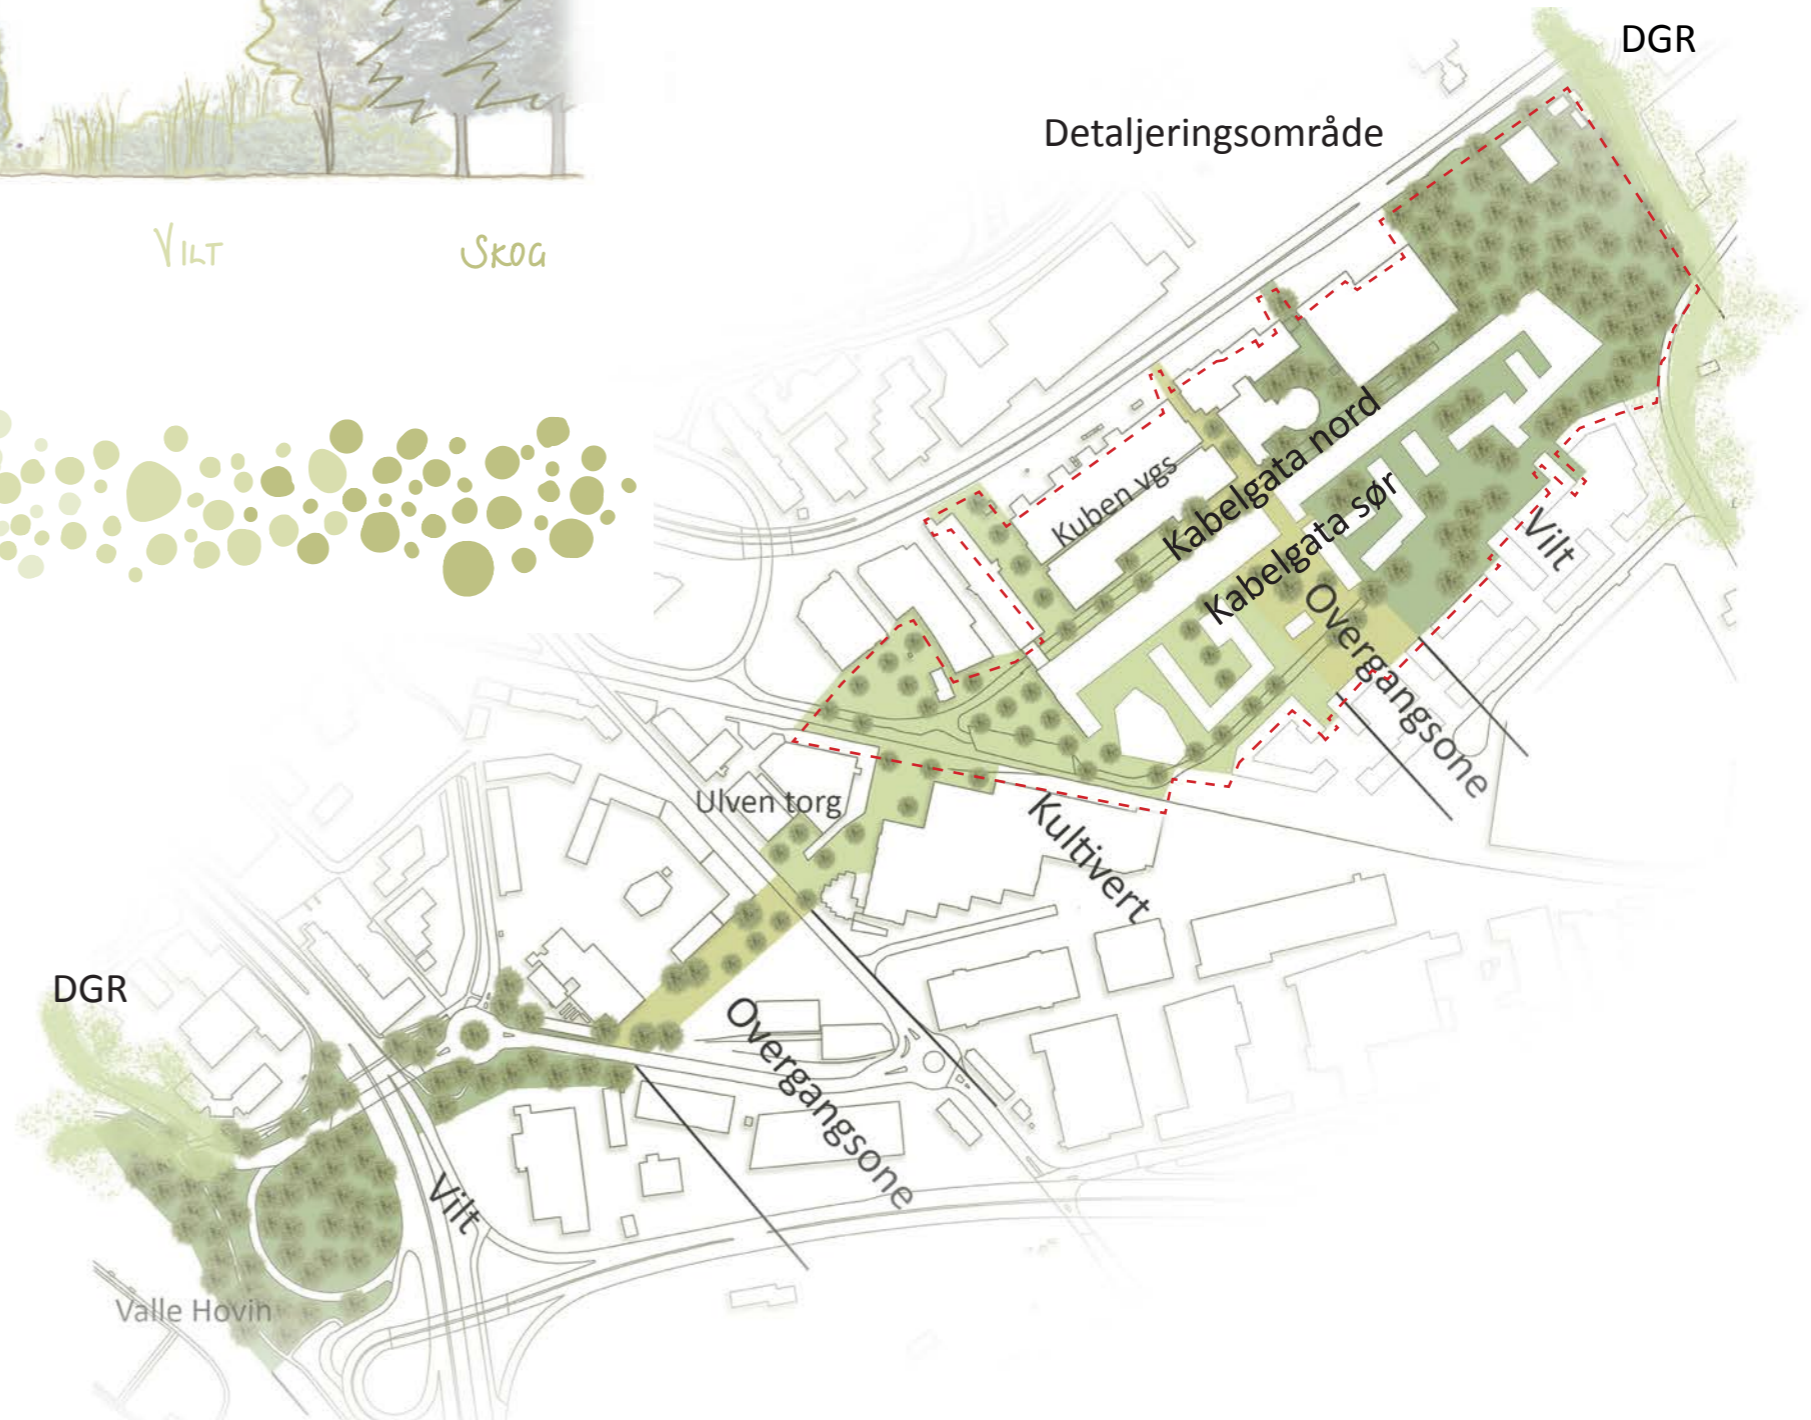 DGR
Detaljeringsområde
VILT
SKOG
Kabelgata nord
Kuben vgs
Kabelgata sør
Vilt
Overgangsone
Ulven torg
Kultivert
DGR
Overgangsone
Vilt
Valle Hovin